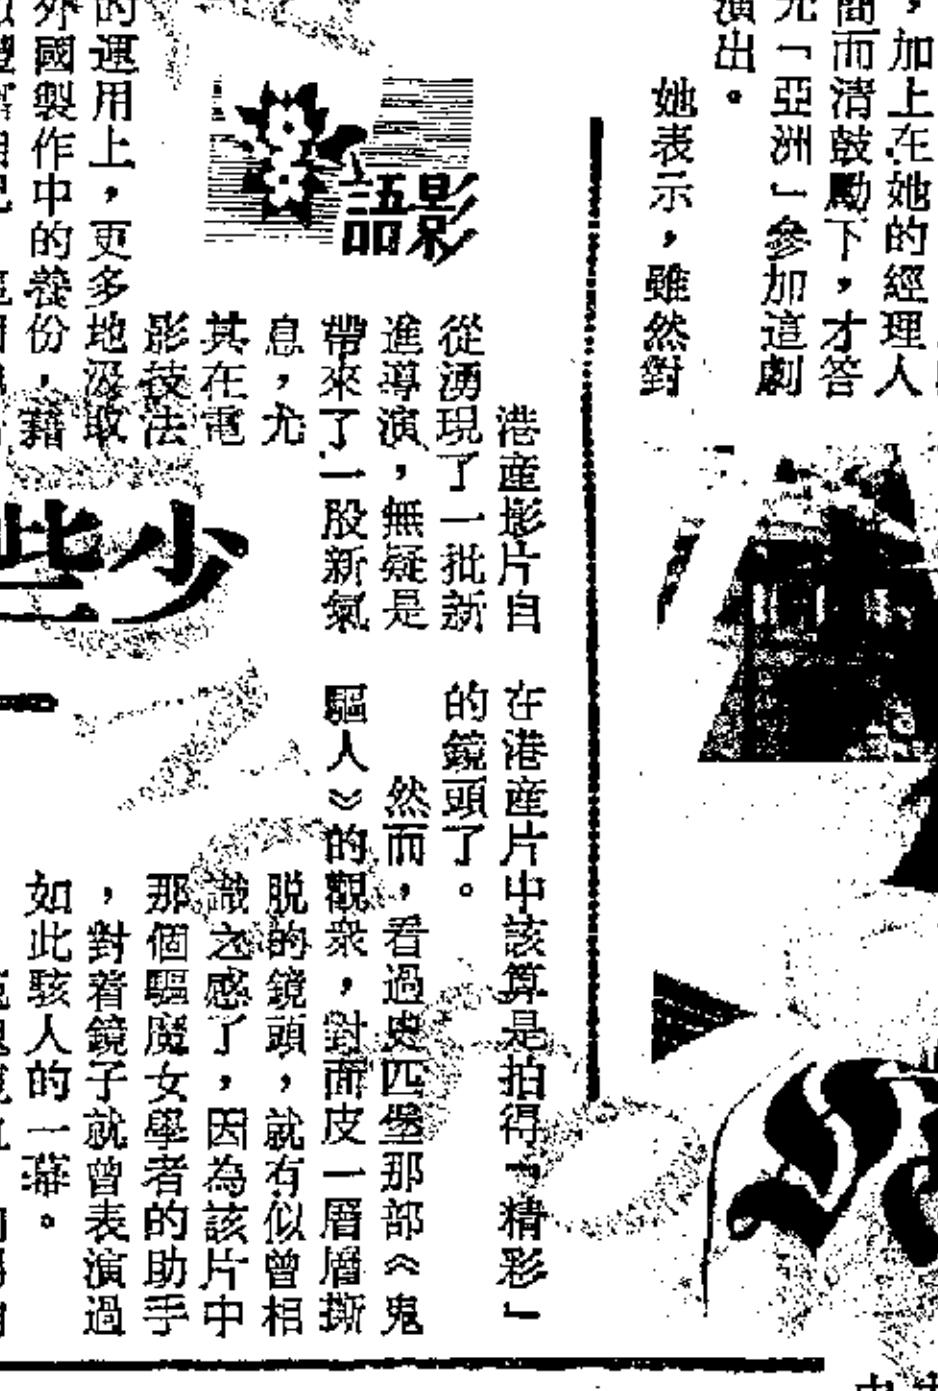 ，加上在她的經理人
間而清鼓勵下，才答
允「亞洲」參加這劇
演出。
她表示，雖然對
影語
港產影片自
從湧現了一批新
進導演，無疑是
帶來了一股新氣
息，尤
其在電
影技法
的運用上，更多地汲取
外國製作中的養份，藉
少些
在港產片中該算是拍得「精彩」
的鏡頭了。
然而，看過史匹堡那部《鬼
驅人》的觀衆，對面皮一層層撕
脱的鏡頭，就有似曾相
識之感了，因為該片中
那個驅魔女學者的助手
，對着鏡子就曾表演過
如此駭人的一幕。